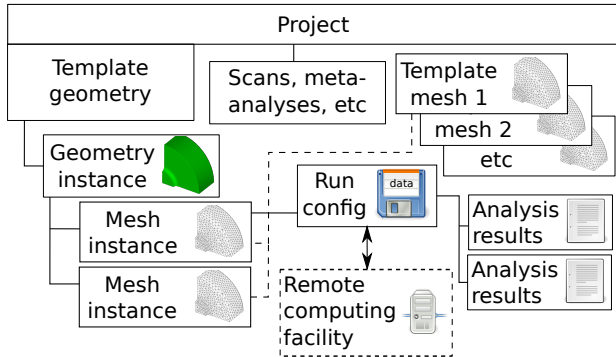 Project
Template
geometry
Scans, meta-
analyses, etc
Template
mesh 1
mesh 2
etc
Geometry
instance
Run
config
data
Mesh
instance
Mesh
instance
Analysis
results
Analysis
results
Remote
computing
facility